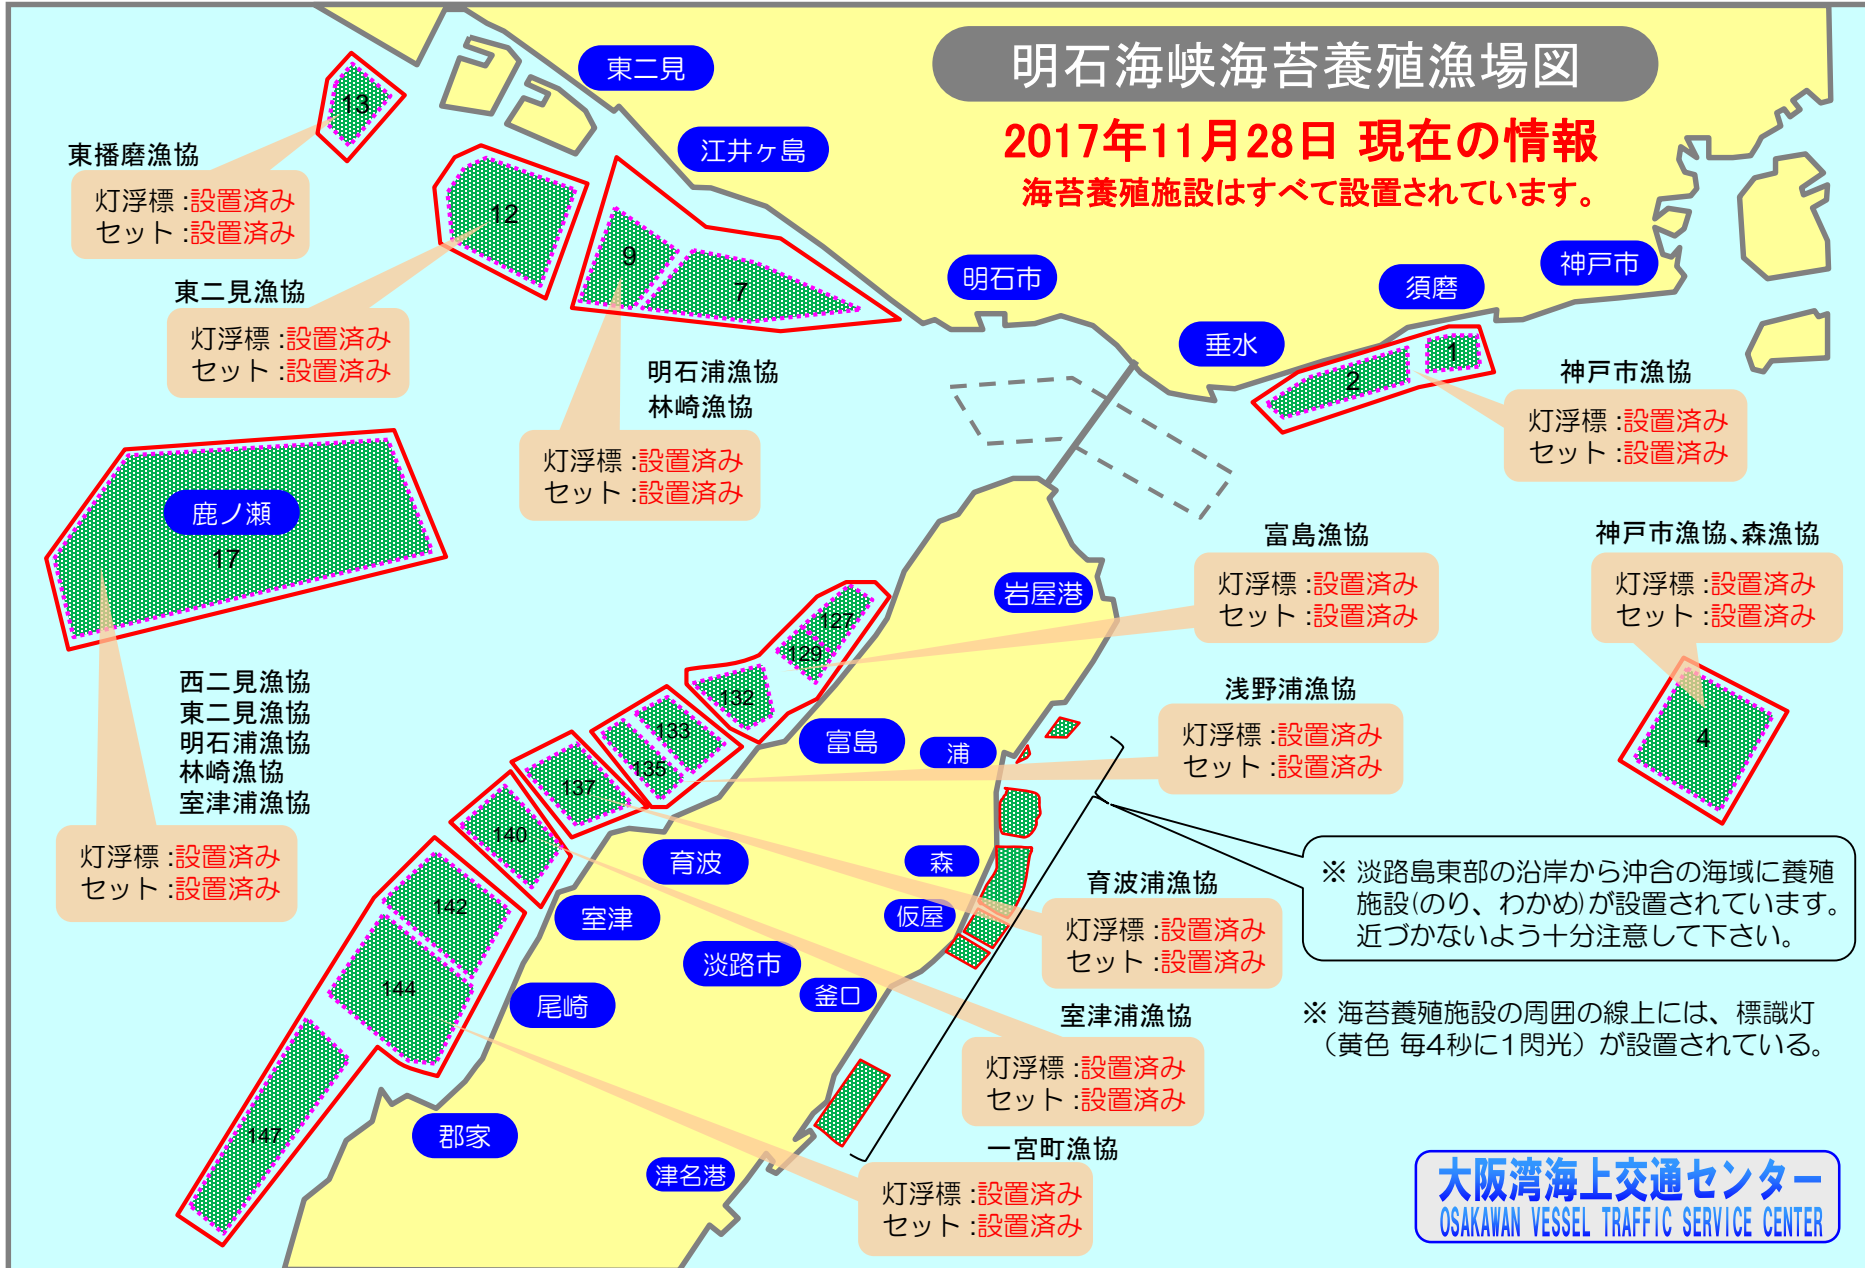 明石海峡海苔養殖漁場図
2017年11月28日 現在の情報
海苔養殖施設はすべて設置されています。
東二見
江井ヶ島
明石市
垂水
須磨
神戸市
13
東播磨漁協
灯浮標:設置済み
セット:設置済み
12
東二見漁協
灯浮標:設置済み
セット:設置済み
9
7
明石浦漁協
林崎漁協
灯浮標:設置済み
セット:設置済み
1
2
神戸市漁協
灯浮標:設置済み
セット:設置済み
鹿ノ瀬
17
西二見漁協
東二見漁協
明石浦漁協
林崎漁協
室津浦漁協
灯浮標:設置済み
セット:設置済み
岩屋港
富島漁協
灯浮標:設置済み
セット:設置済み
神戸市漁協、森漁協
灯浮標:設置済み
セット:設置済み
4
127
129
132
133
135
137
140
142
144
147
浅野浦漁協
灯浮標:設置済み
セット:設置済み
富島
浦
育波
森
室津
仮屋
淡路市
釜口
尾崎
郡家
津名港
育波浦漁協
灯浮標:設置済み
セット:設置済み
室津浦漁協
灯浮標:設置済み
セット:設置済み
一宮町漁協
灯浮標:設置済み
セット:設置済み
※ 淡路島東部の沿岸から沖合の海域に養殖
施設(のり、わかめ)が設置されています。
近づかないよう十分注意して下さい。
※ 海苔養殖施設の周囲の線上には、標識灯
（黄色 毎4秒に1閃光）が設置されている。
大阪湾海上交通センター
OSAKAWAN VESSEL TRAFFIC SERVICE CENTER